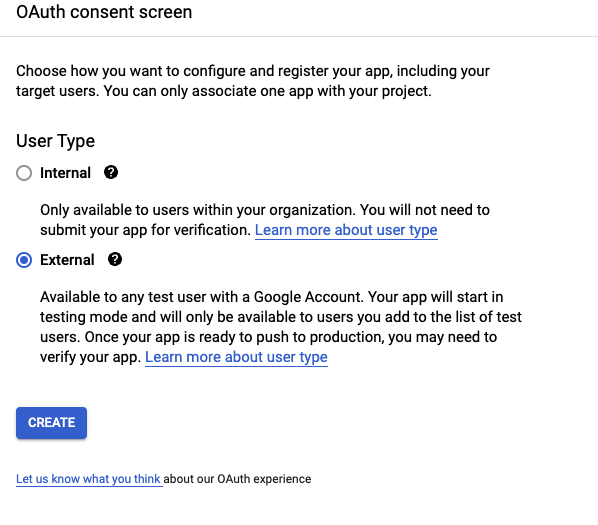 OAuth consent screen
Choose how you want to configure and register your app, including your
target users. You can only associate one app with your project.
User Type
Internal ?
Only available to users within your organization. You will not need to
submit your app for verification. Learn more about user type
External ?
Available to any test user with a Google Account. Your app will start in
testing mode and will only be available to users you add to the list of test
users. Once your app is ready to push to production, you may need to
verify your app. Learn more about user type
CREATE
Let us know what you think about our OAuth experience